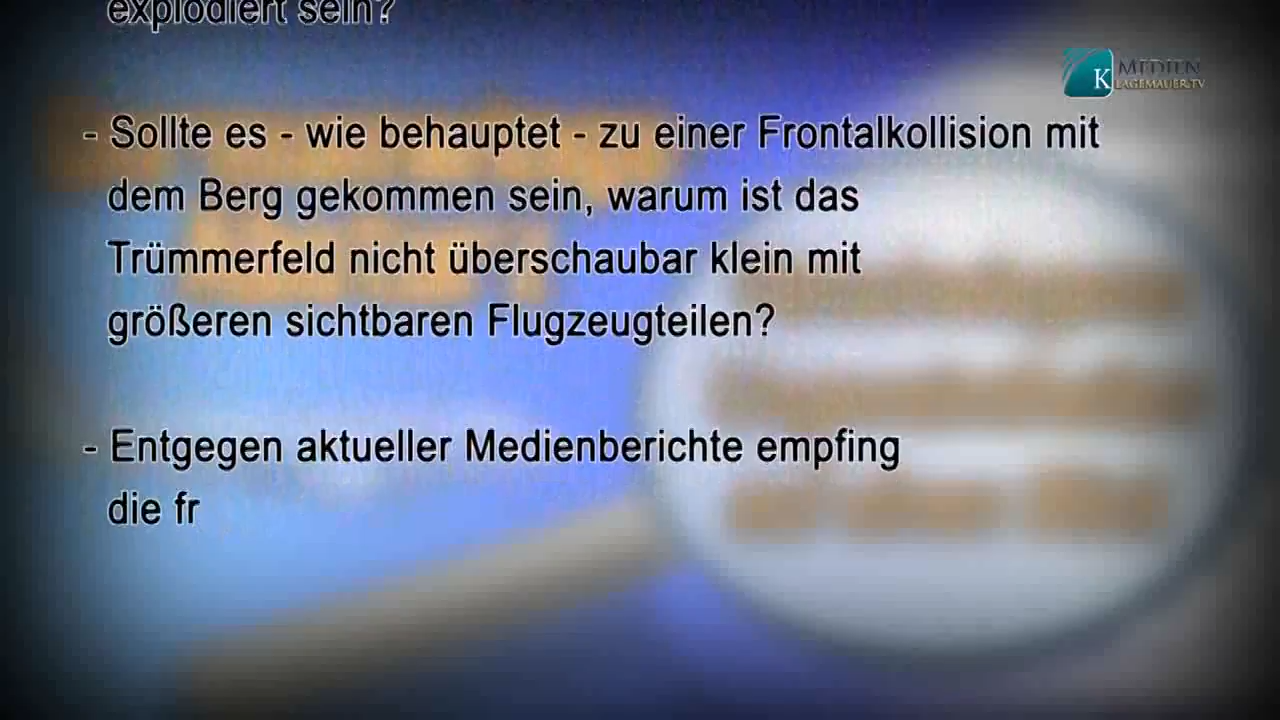 explodiert sein?
K MEDIEN
LAGEMAUER.TV
- Sollte es - wie behauptet - zu einer Frontalkollision mit
dem Berg gekommen sein, warum ist das
Trümmerfeld nicht überschaubar klein mit
größeren sichtbaren Flugzeugteilen?
- Entgegen aktueller Medienberichte empfing
die fr